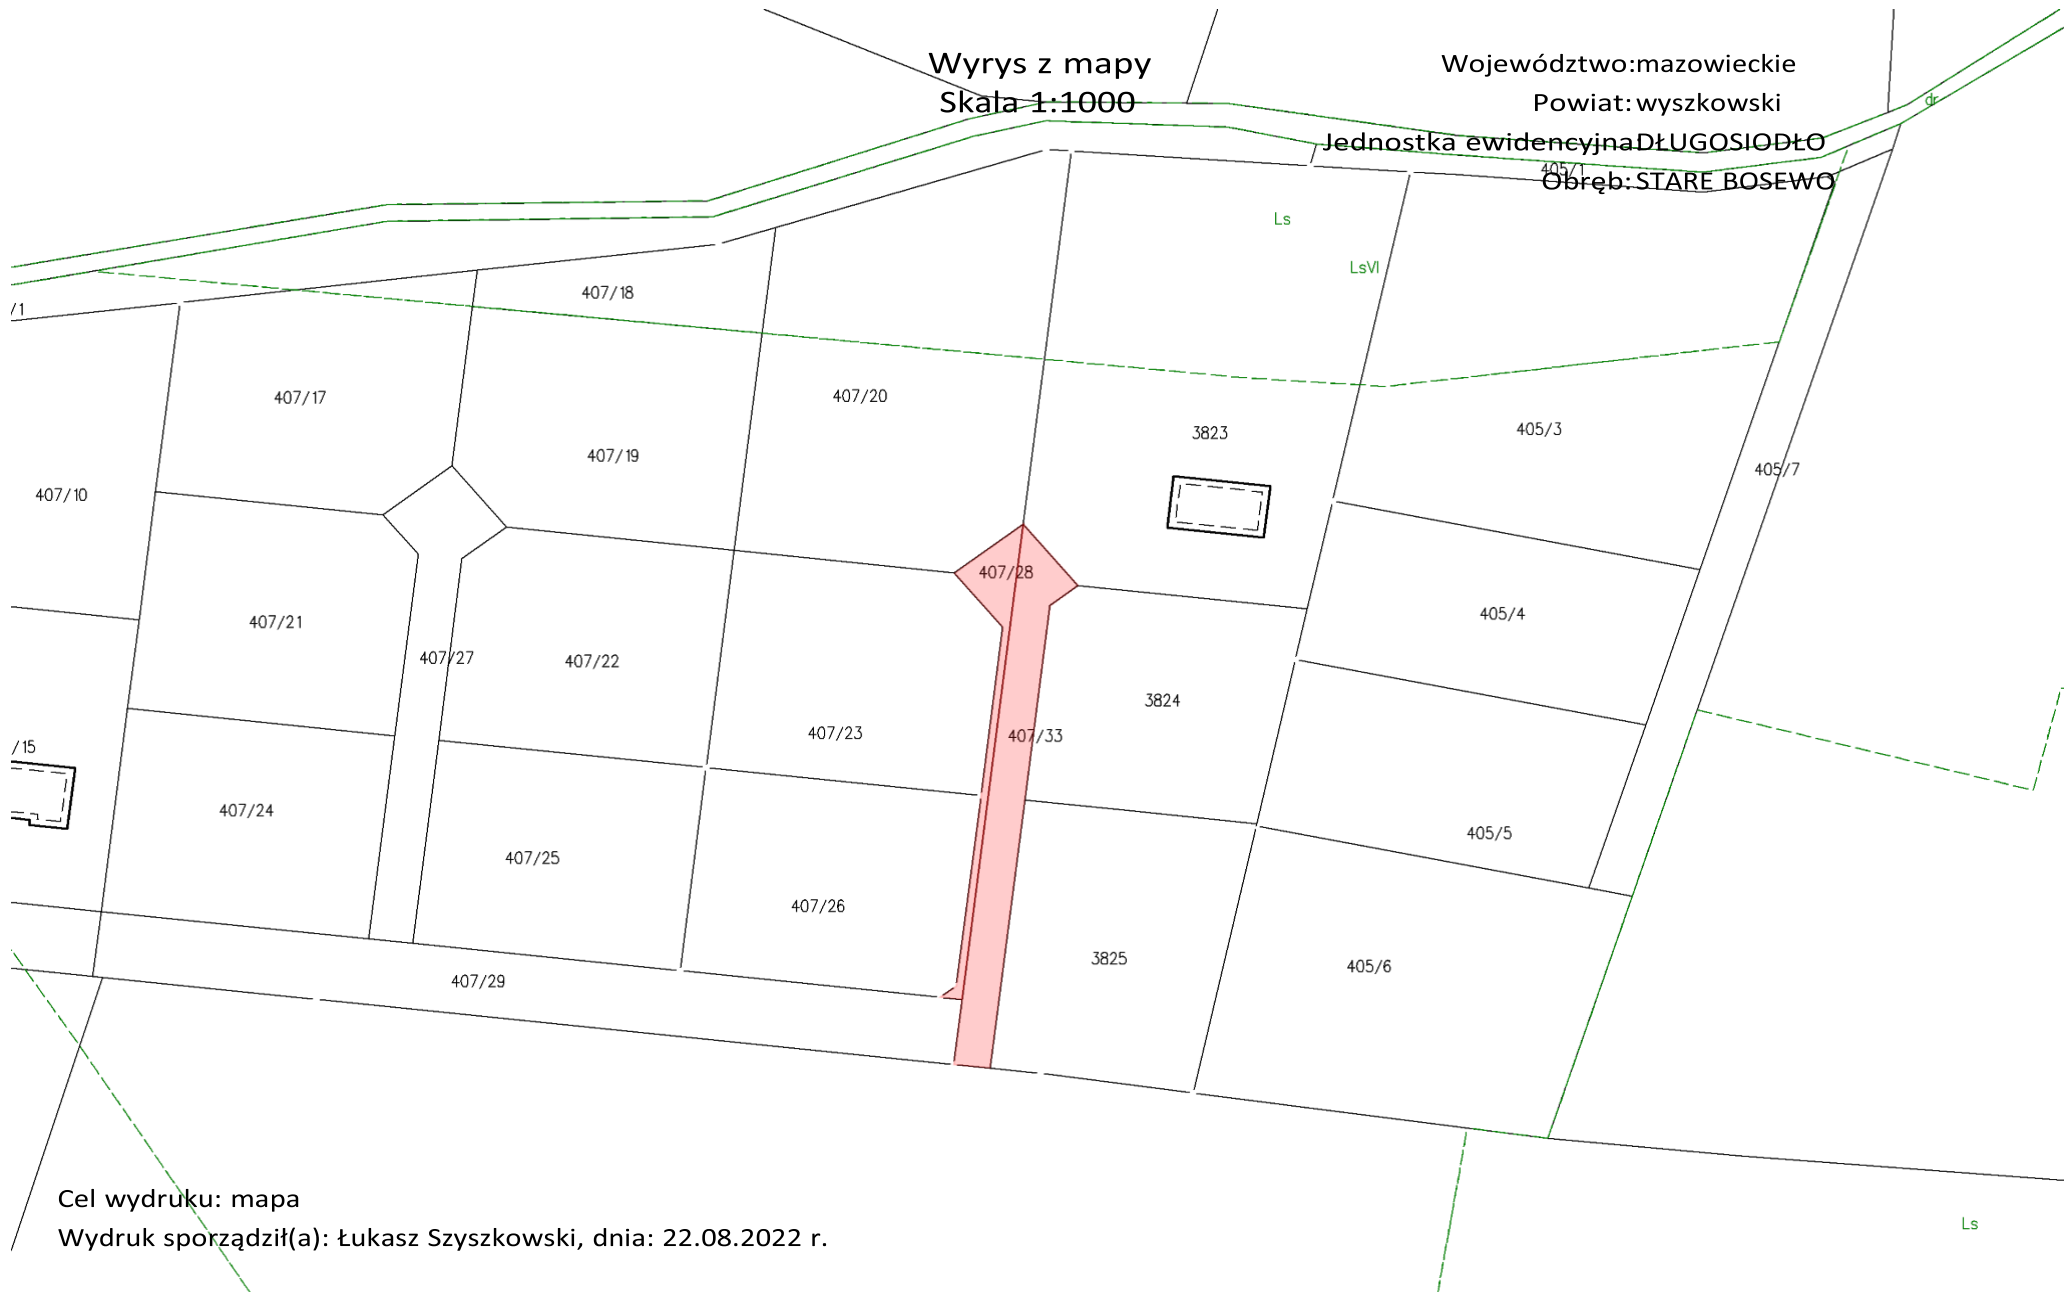 Wyrys z mapy
Skala 1:1000
Województwo:mazowieckie
Powiat:wyszkowski
Jednostka ewidencyjnaDŁUGOSIODŁO
Obręb:STARE BOSEWO
dr
405/1
Ls
LsVI
/1
407/18
407/17
407/20
407/19
3823
405/3
405/7
407/10
407/28
407/21
405/4
407/27
407/22
3824
407/23
407/33
/15
407/24
405/5
407/25
407/26
3825
405/6
407/29
Cel wydruku: mapa
Wydruk sporządził(a): Łukasz Szyszkowski, dnia: 22.08.2022 r.
Ls